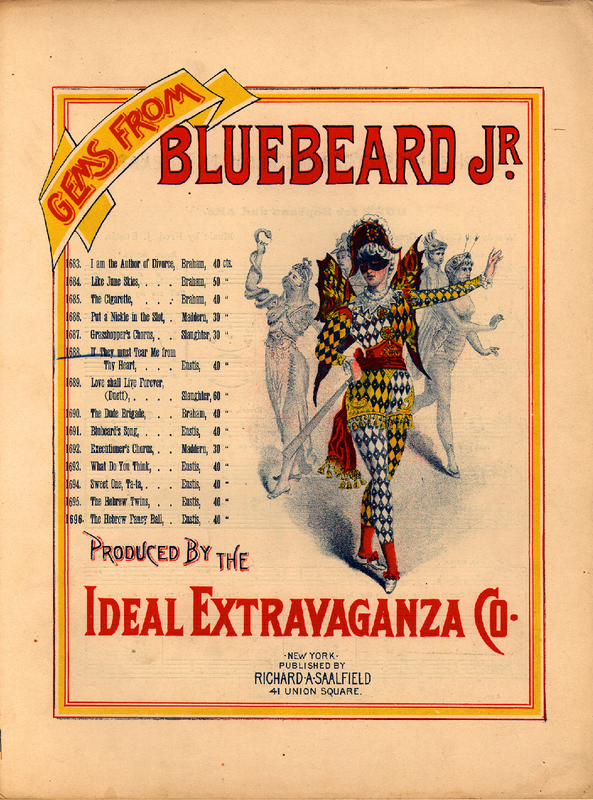 GEMS FROM
BLUEBEARD JR.
1683. I am the Author of Divorce, Braham, 40 cts.
1684. Like June Skies, . . . . Braham, 50 "
1685. The Cigarette, . . . . Braham, 40 "
1686. Put a Nickle in the Slot, . Maddern, 30 "
1687. Grasshopper's Chorus, . . Slaughter, 30 "
1688. If They must Tear Me from
Thy Heart, . . . . Eustis, 40 "
1689. Love shall Live Forever,
(Duett), . . . . Slaughter, 60 "
1690. The Dude Brigade, . . . Braham, 40 "
1691. Blubeard's Song, . . . . Eustis, 40 "
1692. Executioner's Chorus, . . Maddern, 30 "
1693. What Do You Think, . . . Eustis, 40 "
1694. Sweet One, Ta-ta, . . . . Eustis, 40 "
1695. The Hebrew Twins, . . . Eustis, 40 "
1696. The Hebrew Fancy Ball, . . Eustis, 40 "
PRODUCED BY THE
IDEAL EXTRAVAGANZA CO.
·NEW YORK·
PUBLISHED BY
RICHARD·A·SAALFIELD
41 UNION SQUARE.